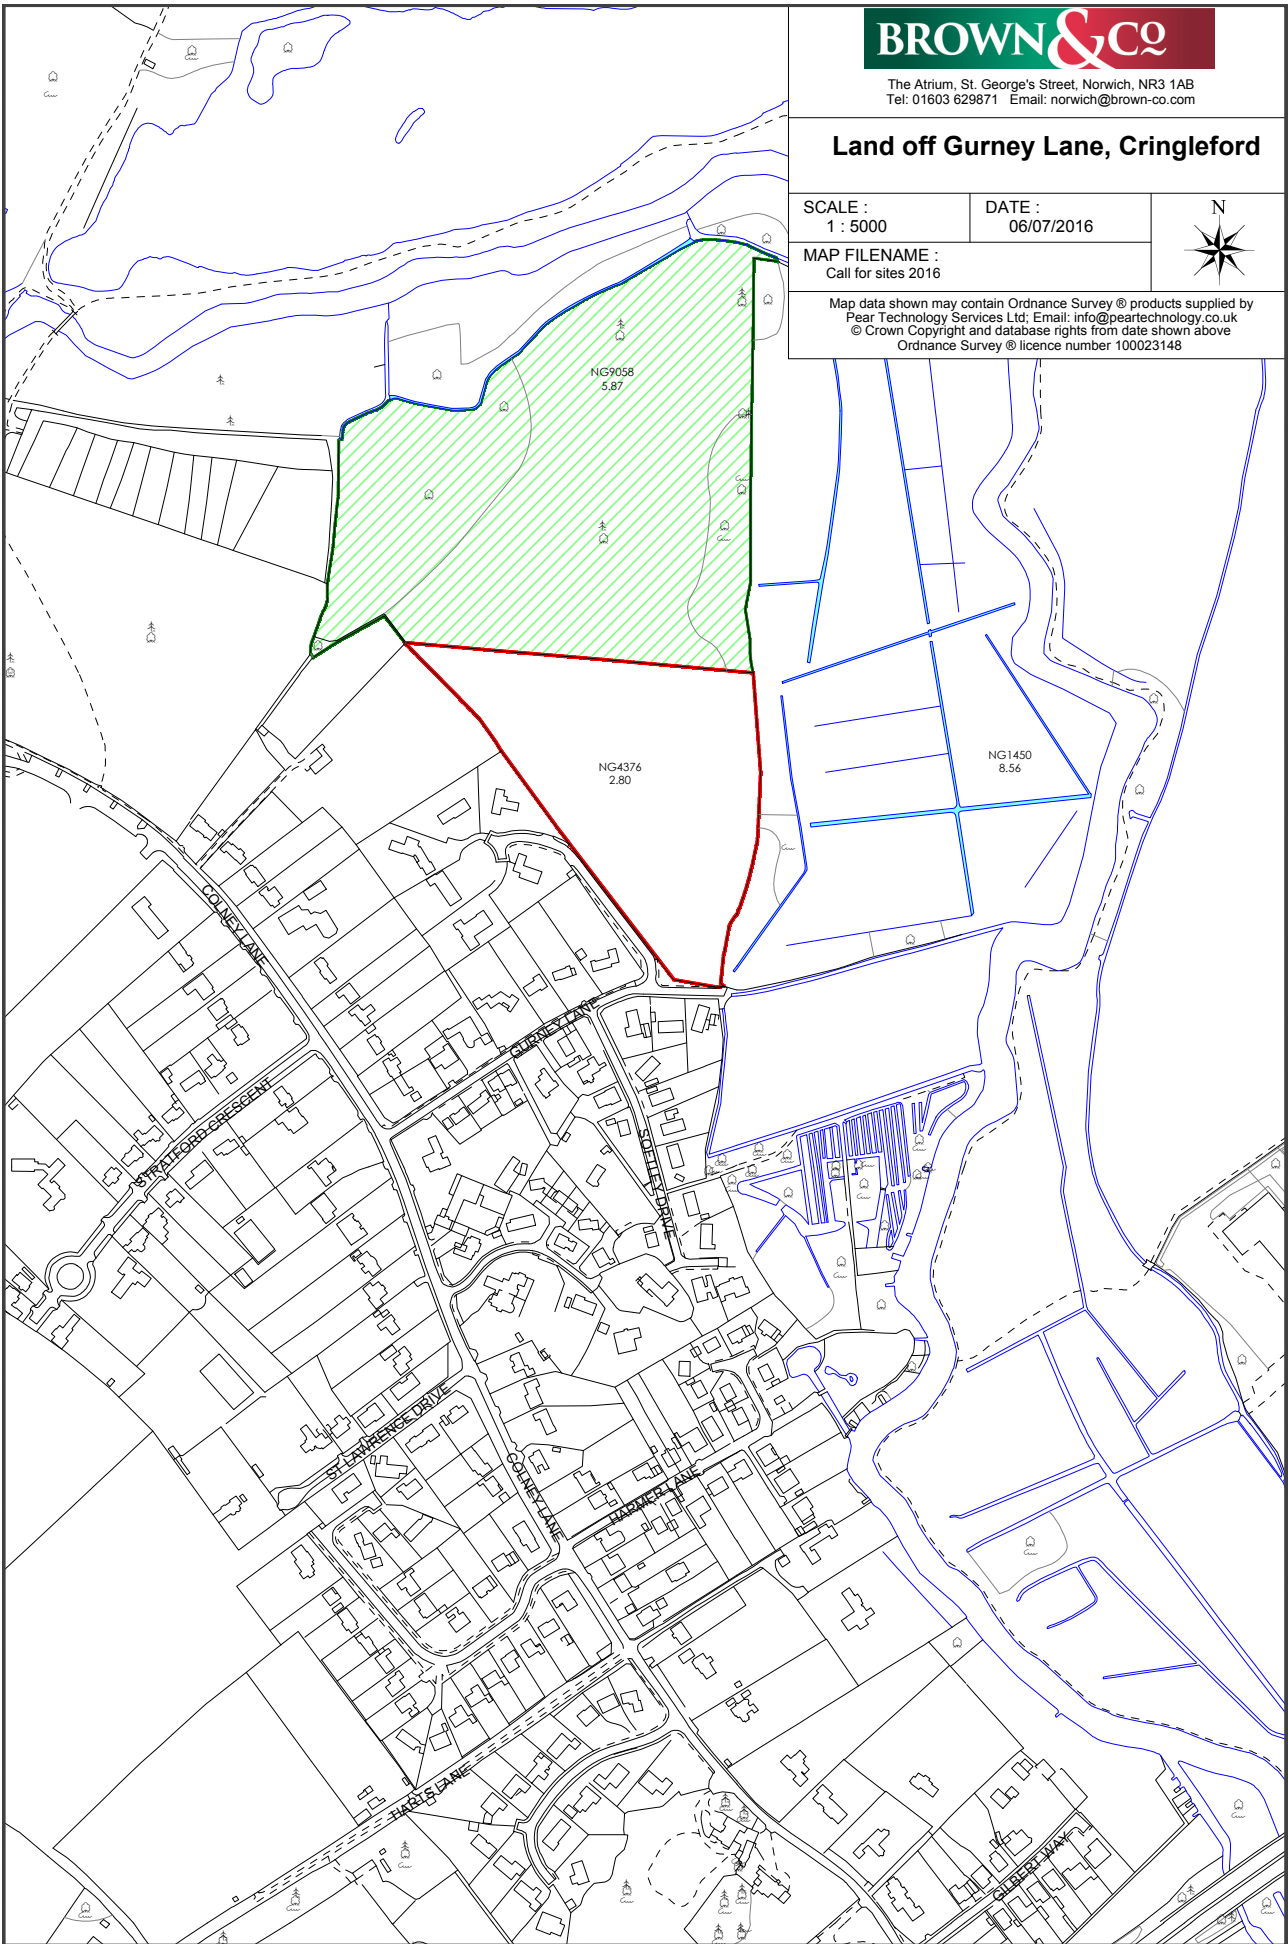 BROWN&CO
The Atrium, St. George's Street, Norwich, NR3 1AB
Tel: 01603 629871 Email: norwich@brown-co.com
Land off Gurney Lane, Cringleford
SCALE :
1 : 5000
DATE :
06/07/2016
N
MAP FILENAME :
Call for sites 2016
Map data shown may contain Ordnance Survey ® products supplied by
Pear Technology Services Ltd; Email: info@peartechnology.co.uk
© Crown Copyright and database rights from date shown above
Ordnance Survey ® licence number 100023148
NG9058
5.87
NG4376
2.80
NG1450
8.56
COLNEY LANE
GURNEY LANE
STRATFORD CRESCENT
SOFTLEY DRIVE
ST LAWRENCE DRIVE
COLNEY LANE
HARMER LANE
HARTS LANE
GILBERT WAY